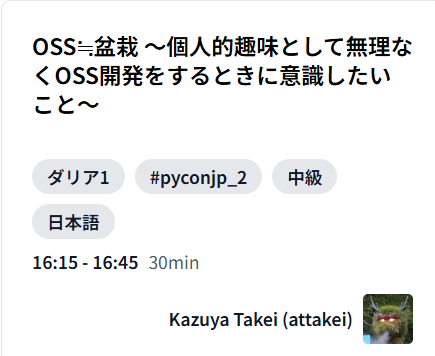 OSS≒盆栽 〜個人的趣味として無理な
くOSS開発をするときに意識したい
こと〜
ダリア1 #pyconjp_2 中級
日本語
16:15 - 16:45 30min
Kazuya Takei (attakei)